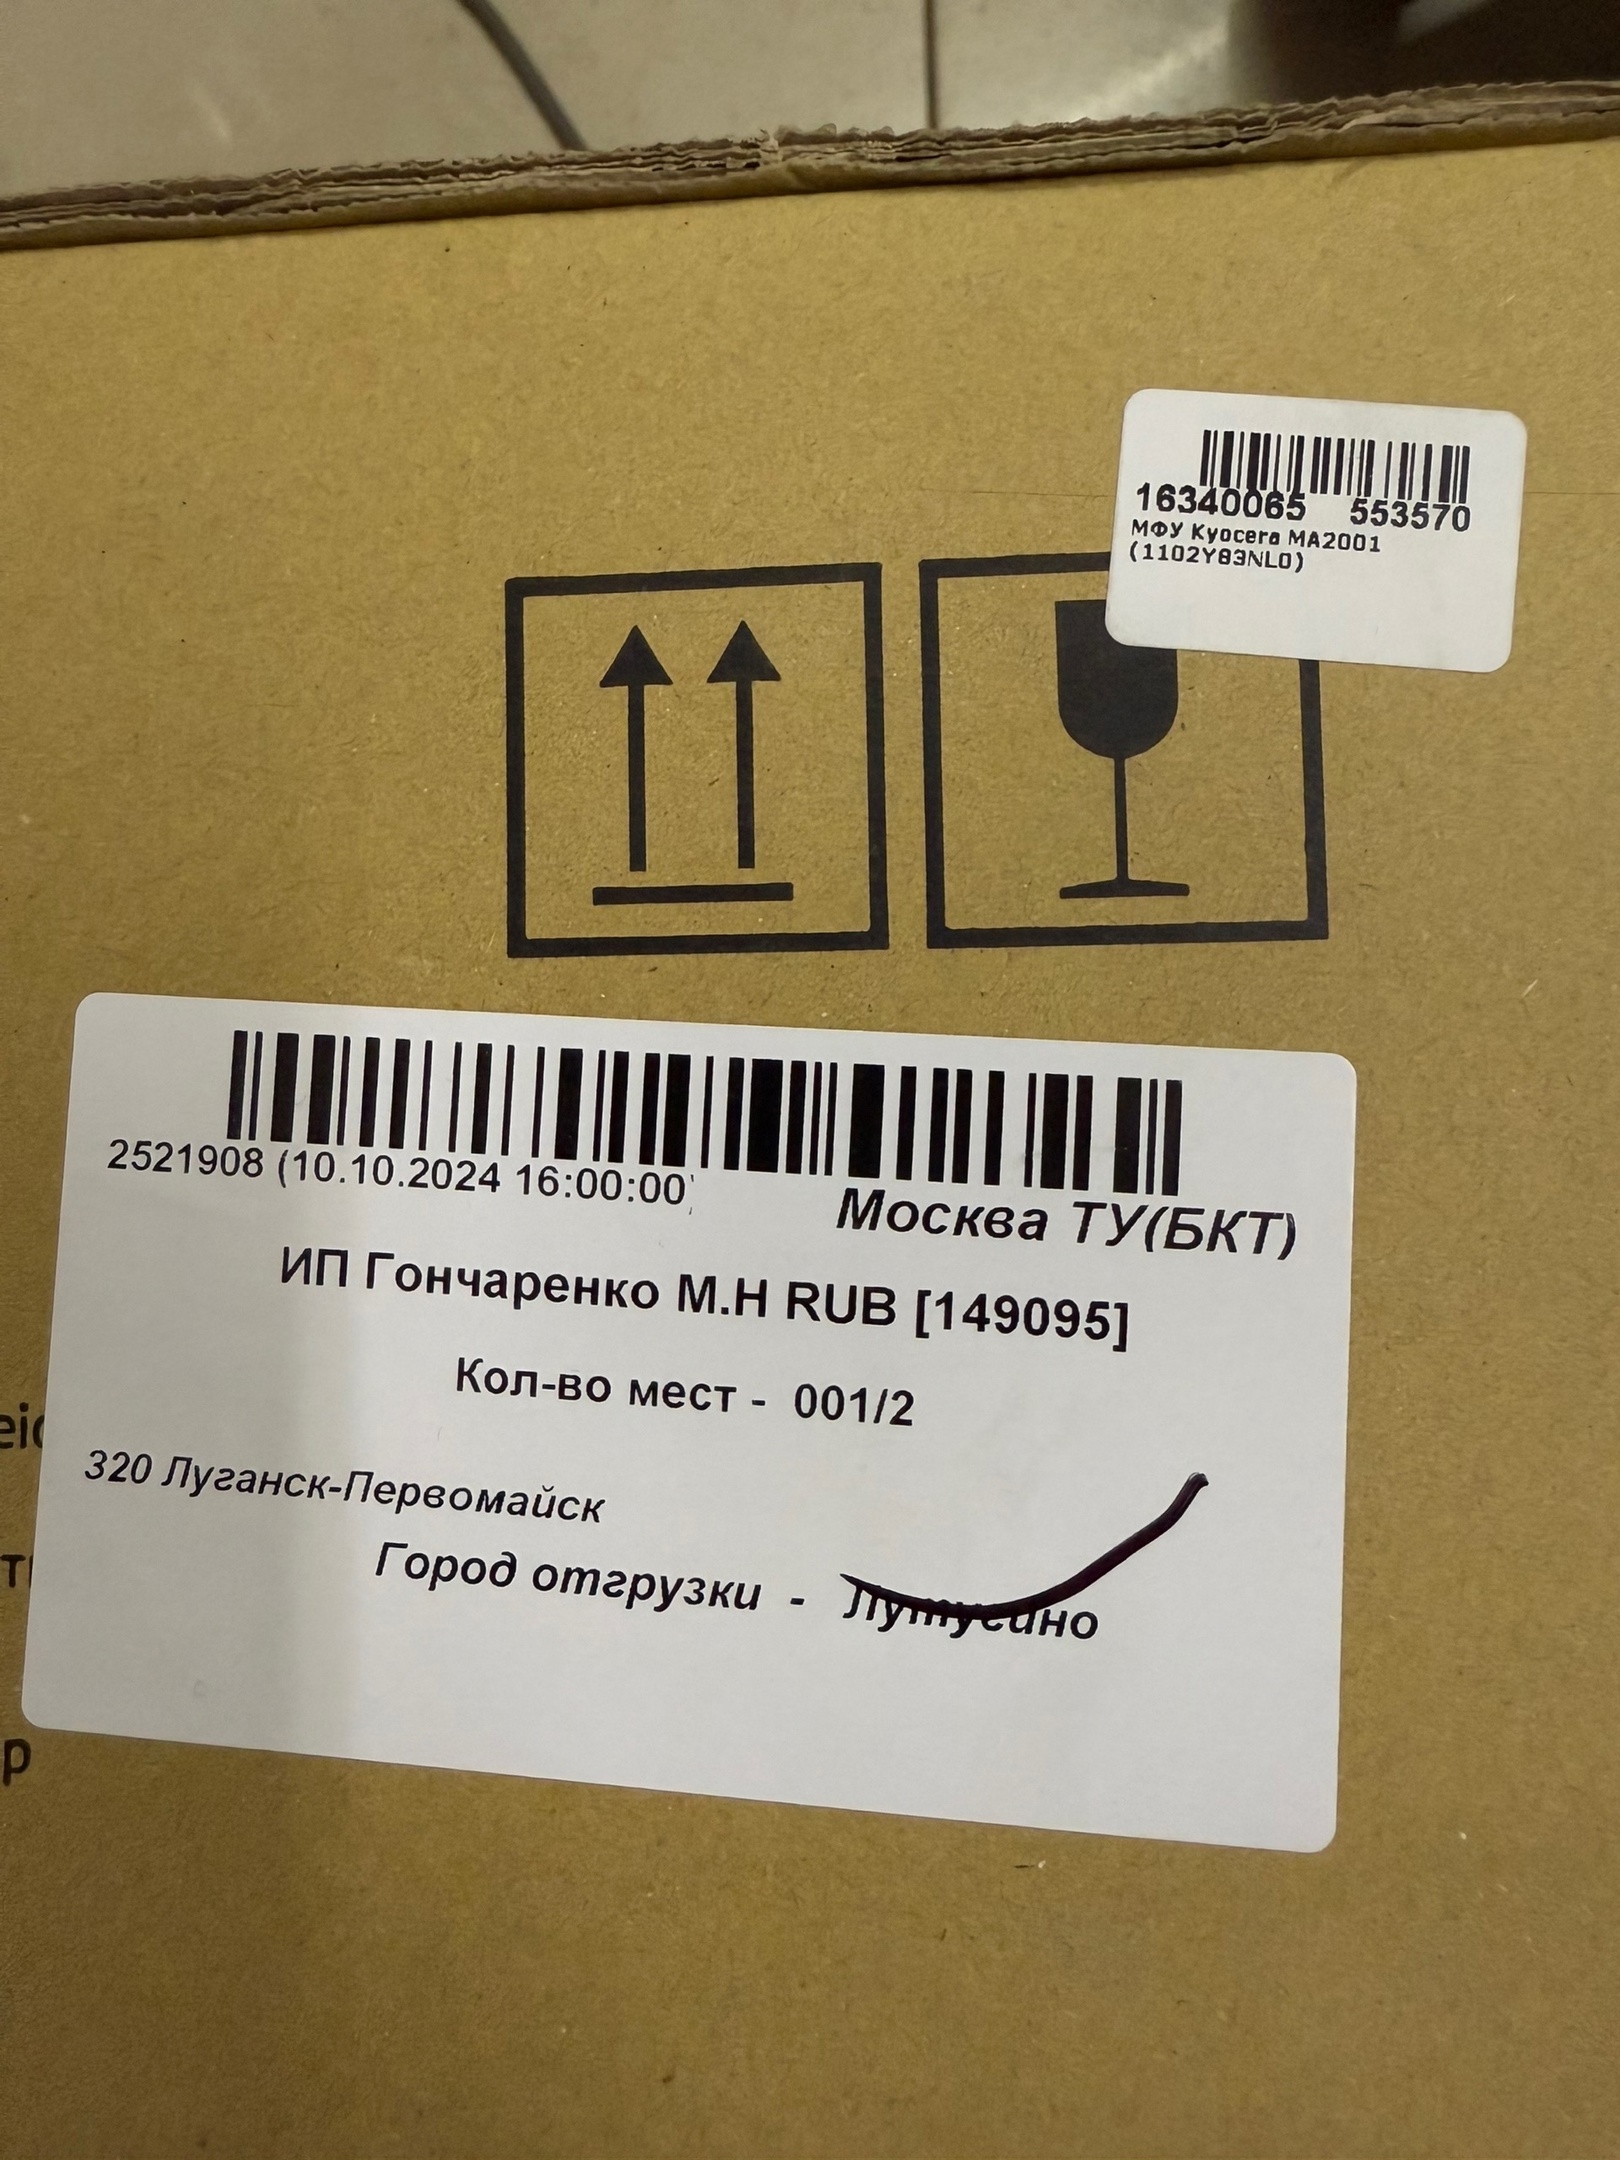 16340065 553570
МФУ Kyocera MA2001
(1102Y83NL0)
2521908 (10.10.2024 16:00:00)
Москва ТУ(БКТ)
ИП Гончаренко М.Н RUB [149095]
Кол-во мест - 001/2
320 Луганск-Первомайск
Город отгрузки - Лутугино